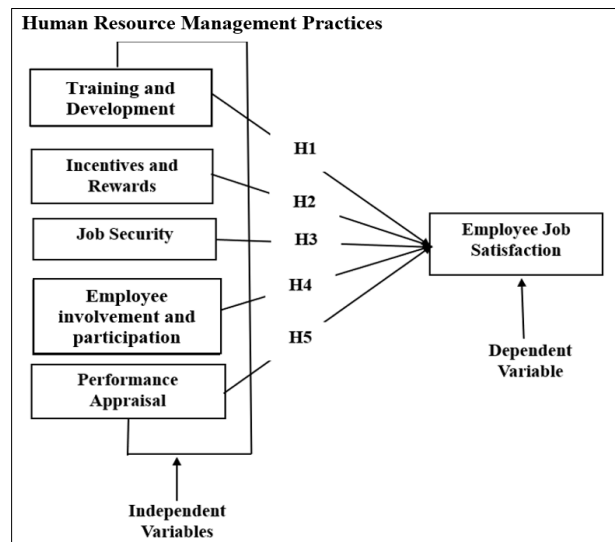 Human Resource Management Practices
Training and
Development
H1
Incentives and
Rewards
H2
Job Security
H3
Employee Job
Satisfaction
Employee
involvement and
participation
H4
H5
Performance
Appraisal
Dependent
Variable
Independent
Variables